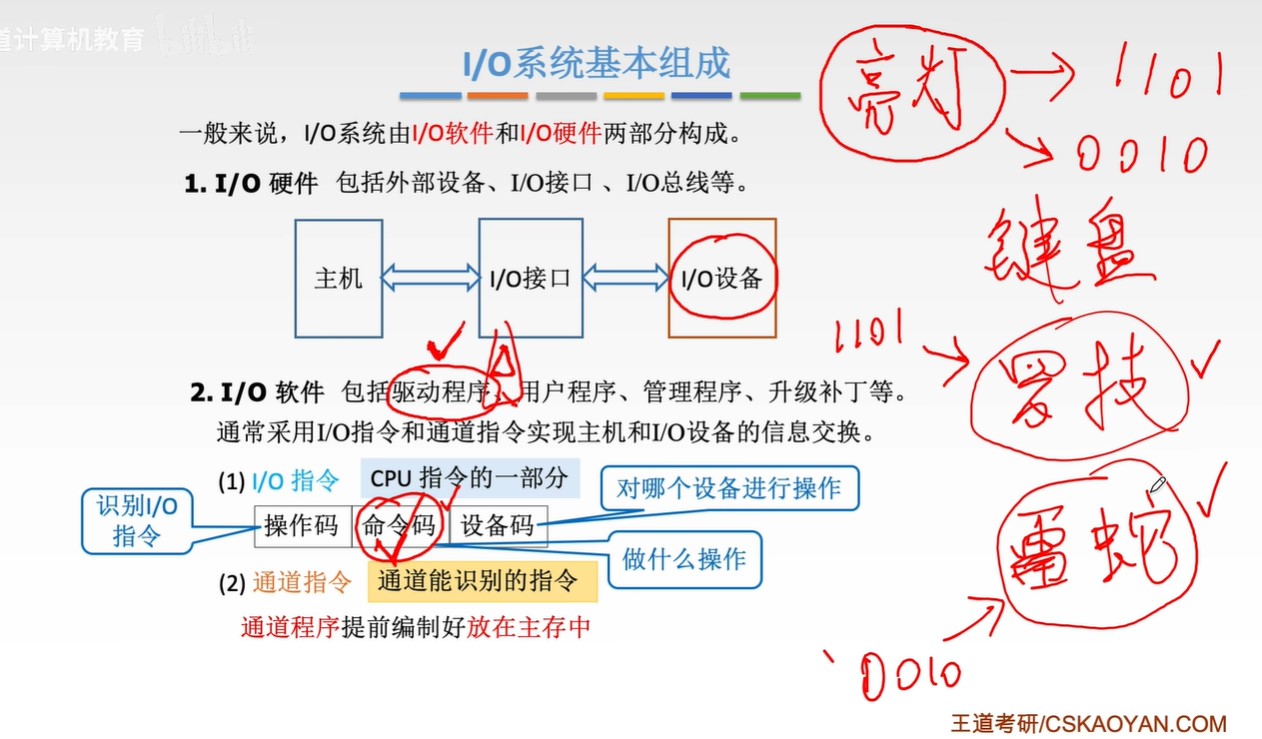 道计算机教育
I/O系统基本组成
一般来说，I/O系统由I/O软件和I/O硬件两部分构成。
1. I/O 硬件 包括外部设备、I/O接口 、I/O总线等。
主机
I/O接口
I/O设备
2. I/O 软件 包括驱动程序、用户程序、管理程序、升级补丁等。
通常采用I/O指令和通道指令实现主机和I/O设备的信息交换。
(1) I/O 指令
CPU 指令的一部分
识别I/O
指令
操作码
命令码
设备码
对哪个设备进行操作
做什么操作
(2) 通道指令
通道能识别的指令
通道程序提前编制好放在主存中
亮灯
1101
0010
键盘
1101
罗技
雷蛇
0010
王道考研/CSKAOYAN.COM